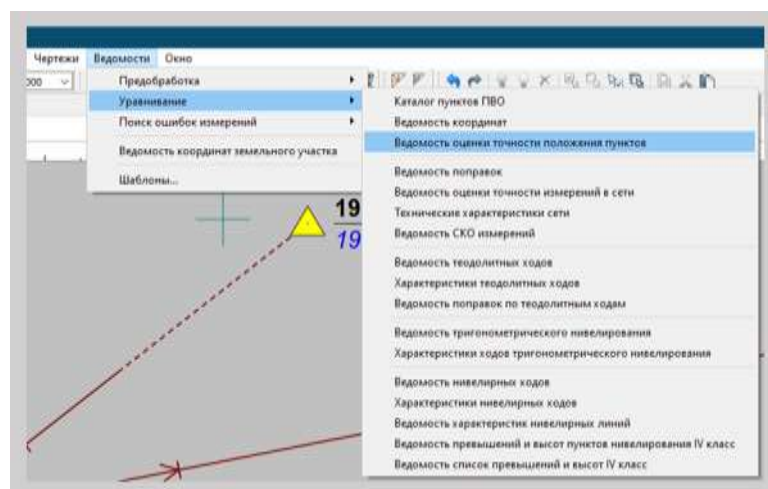 Чертежи Ведомости Окно
000
Предобработка
Уравнивание
Поиск ошибок измерений
Ведомость координат земельного участка
Шаблоны...
Каталог пунктов ПВО
Ведомость координат
Ведомость оценки точности положения пунктов
Ведомость поправок
Ведомость оценки точности измерений в сети
Технические характеристики сети
Ведомость СКО измерений
Ведомость теодолитных ходов
Характеристики теодолитных ходов
Ведомость поправок по теодолитным ходам
Ведомость тригонометрического нивелирования
Характеристики ходов тригонометрического нивелирования
Ведомость нивелирных ходов
Характеристики нивелирных ходов
Ведомость характеристик нивелирных линий
Ведомость превышений и высот пунктов нивелирования IV класс
Ведомость список превышений и высот IV класс
19
19